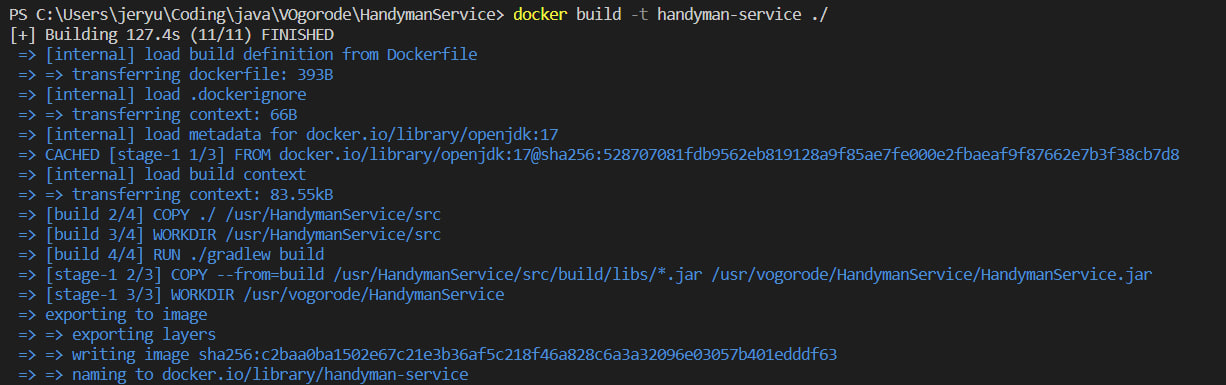 PS C:\Users\jeryu\Coding\java\VOgorode\HandymanService> docker build -t handyman-service ./
[+] Building 127.4s (11/11) FINISHED
=> [internal] load build definition from Dockerfile
=> => transferring dockerfile: 393B
=> [internal] load .dockerignore
=> => transferring context: 66B
=> [internal] load metadata for docker.io/library/openjdk:17
=> CACHED [stage-1 1/3] FROM docker.io/library/openjdk:17@sha256:528707081fdb9562eb819128a9f85ae7fe000e2fbaeaf9f87662e7b3f38cb7d8
=> [internal] load build context
=> => transferring context: 83.55kB
=> [build 2/4] COPY ./ /usr/HandymanService/src
=> [build 3/4] WORKDIR /usr/HandymanService/src
=> [build 4/4] RUN ./gradlew build
=> [stage-1 2/3] COPY --from=build /usr/HandymanService/src/build/libs/*.jar /usr/vogorode/HandymanService/HandymanService.jar
=> [stage-1 3/3] WORKDIR /usr/vogorode/HandymanService
=> exporting to image
=> => exporting layers
=> => writing image sha256:c2baa0ba1502e67c21e3b36af5c218f46a828c6a3a32096e03057b401edddf63
=> => naming to docker.io/library/handyman-service